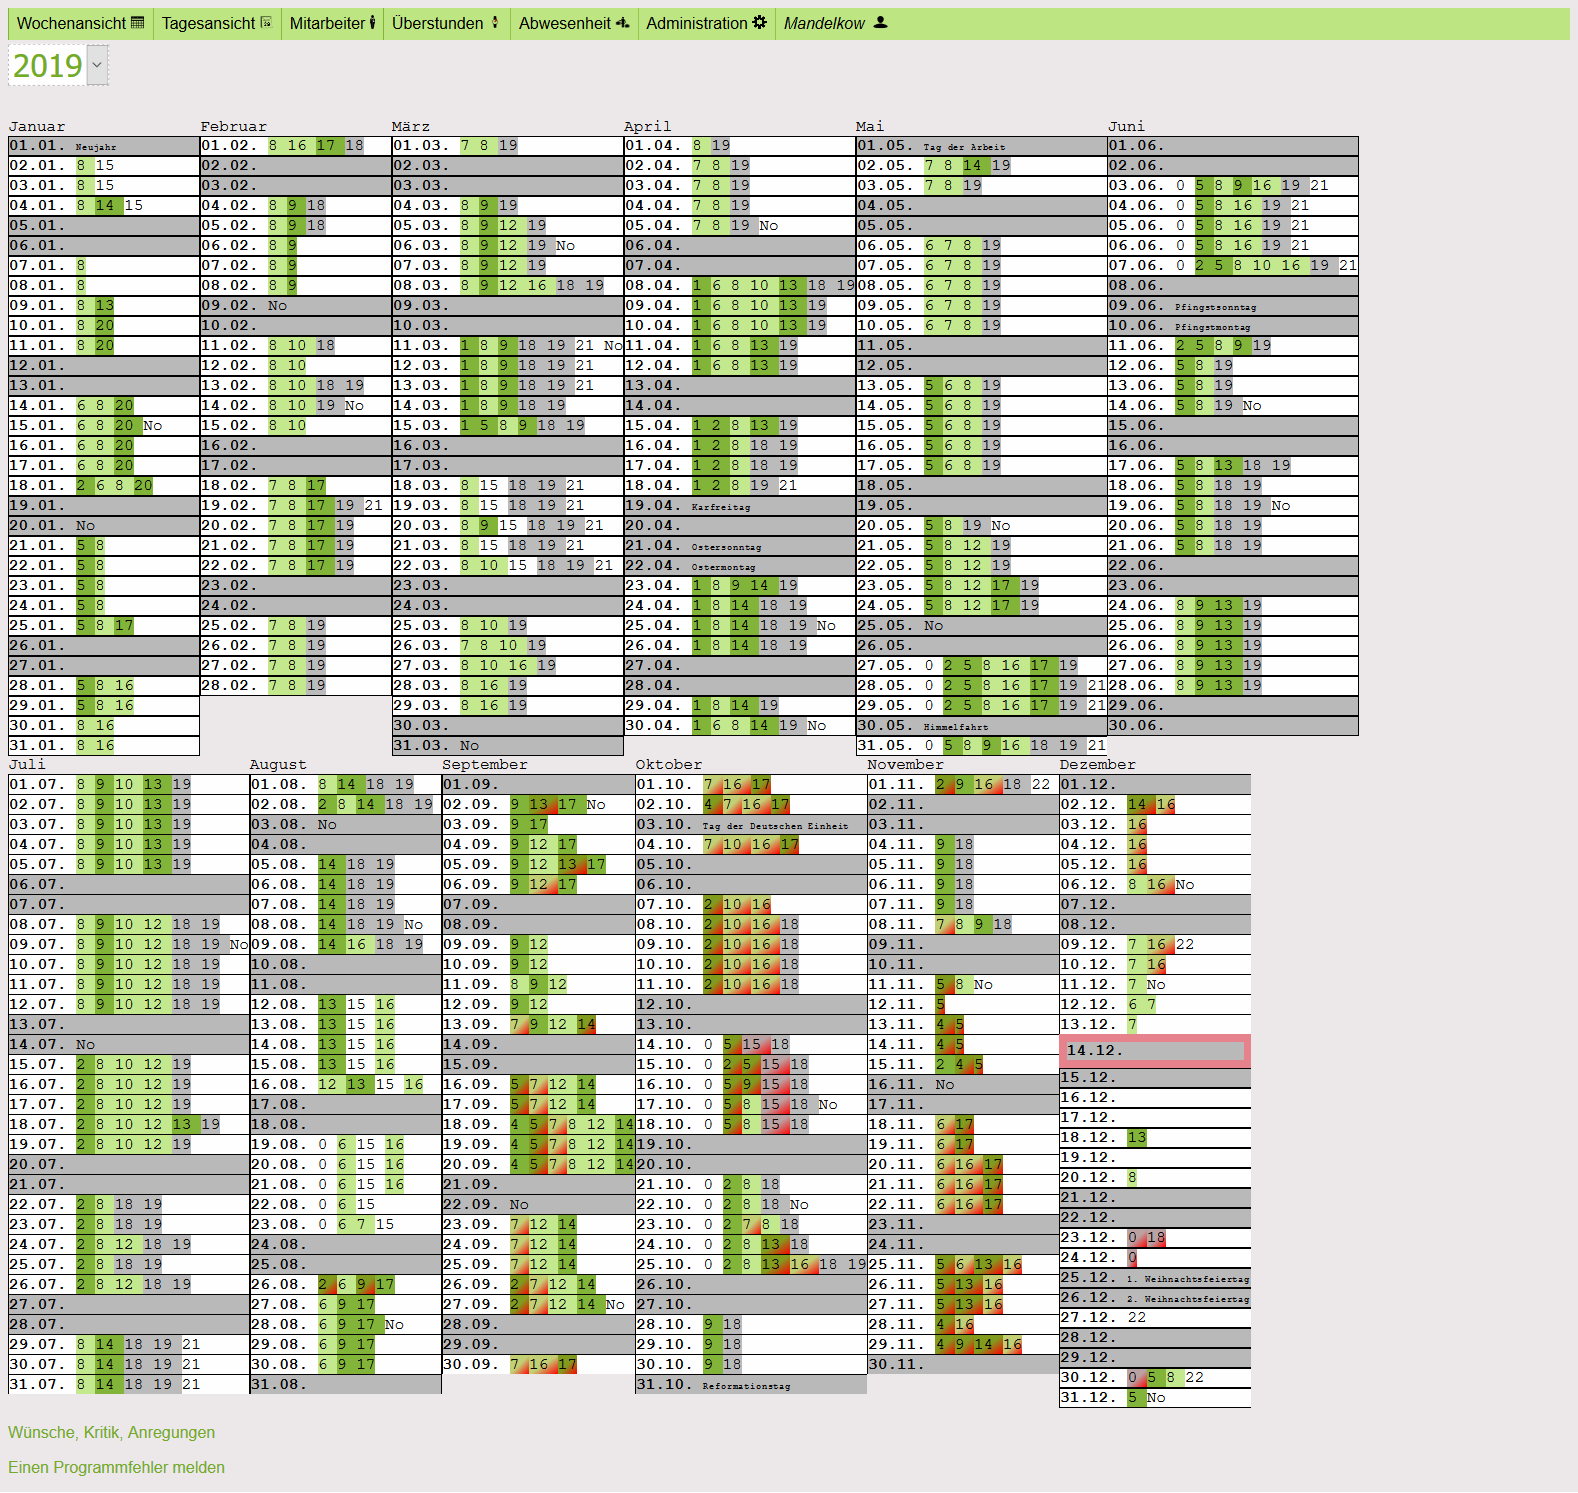 Wochenansicht Tagesansicht Mitarbeiter Überstunden Abwesenheit Administration Mandelkow
2019
Januar
01.01. Neujahr
02.01. 8 15
03.01. 8 15
04.01. 8 14 15
05.01.
06.01.
07.01. 8
08.01. 8
09.01. 8 13
10.01. 8 20
11.01. 8 20
12.01.
13.01.
14.01. 6 8 20
15.01. 6 8 20 No
16.01. 6 8 20
17.01. 6 8 20
18.01. 2 6 8 20
19.01.
20.01. No
21.01. 5 8
22.01. 5 8
23.01. 5 8
24.01. 5 8
25.01. 5 8 17
26.01.
27.01.
28.01. 5 8 16
29.01. 5 8 16
30.01. 8 16
31.01. 8 16
Februar
01.02. 8 16 17 18
02.02.
03.02.
04.02. 8 9 18
05.02. 8 9 18
06.02. 8 9
07.02. 8 9
08.02. 8 9
09.02. No
10.02.
11.02. 8 10 18
12.02. 8 10
13.02. 8 10 18 19
14.02. 8 10 19 No
15.02. 8 10
16.02.
17.02.
18.02. 7 8 17
19.02. 7 8 17 19 21
20.02. 7 8 17 19
21.02. 7 8 17 19
22.02. 7 8 17 19
23.02.
24.02.
25.02. 7 8 19
26.02. 7 8 19
27.02. 7 8 19
28.02. 7 8 19
März
01.03. 7 8 19
02.03.
03.03.
04.03. 8 9 19
05.03. 8 9 12 19
06.03. 8 9 12 19 No
07.03. 8 9 12 19
08.03. 8 9 12 16 18 19
09.03.
10.03.
11.03. 1 8 9 18 19 21 No
12.03. 1 8 9 18 19 21
13.03. 1 8 9 18 19 21
14.03. 1 8 9 18 19
15.03. 1 5 8 9 18 19
16.03.
17.03.
18.03. 8 15 18 19 21
19.03. 8 15 18 19 21
20.03. 8 9 15 18 19 21
21.03. 8 15 18 19 21
22.03. 8 10 15 18 19 21
23.03.
24.03.
25.03. 8 10 19
26.03. 7 8 10 19
27.03. 8 10 16 19
28.03. 8 16 19
29.03. 8 16 19
30.03.
31.03. No
April
01.04. 8 19
02.04. 7 8 19
03.04. 7 8 19
04.04. 7 8 19
05.04. 7 8 19 No
06.04.
07.04.
08.04. 1 6 8 10 13 18 19
09.04. 1 6 8 10 13 19
10.04. 1 6 8 10 13 19
11.04. 1 6 8 13 19
12.04. 1 6 8 13 19
13.04.
14.04.
15.04. 1 2 8 13 19
16.04. 1 2 8 18 19
17.04. 1 2 8 18 19
18.04. 1 2 8 19 21
19.04. Karfreitag
20.04.
21.04. Ostersonntag
22.04. Ostermontag
23.04. 1 8 9 14 19
24.04. 1 8 14 18 19
25.04. 1 8 14 18 19 No
26.04. 1 8 14 18 19
27.04.
28.04.
29.04. 1 8 14 19
30.04. 1 6 8 14 19 No
Mai
01.05. Tag der Arbeit
02.05. 7 8 14 19
03.05. 7 8 19
04.05.
05.05.
06.05. 6 7 8 19
07.05. 6 7 8 19
08.05. 6 7 8 19
09.05. 6 7 8 19
10.05. 6 7 8 19
11.05.
12.05.
13.05. 5 6 8 19
14.05. 5 6 8 19
15.05. 5 6 8 19
16.05. 5 6 8 19
17.05. 5 6 8 19
18.05.
19.05.
20.05. 5 8 19 No
21.05. 5 8 12 19
22.05. 5 8 12 19
23.05. 5 8 12 17 19
24.05. 5 8 12 17 19
25.05. No
26.05.
27.05. 0 2 5 8 16 17 19
28.05. 0 2 5 8 16 17 19 21
29.05. 0 2 5 8 16 17 19 21
30.05. Himmelfahrt
31.05. 0 5 8 9 16 18 19 21
Juni
01.06.
02.06.
03.06. 0 5 8 9 16 19 21
04.06. 0 5 8 16 19 21
05.06. 0 5 8 16 19 21
06.06. 0 5 8 16 19 21
07.06. 0 2 5 8 10 16 19 21
08.06.
09.06. Pfingstsonntag
10.06. Pfingstmontag
11.06. 2 5 8 9 19
12.06. 5 8 19
13.06. 5 8 19
14.06. 5 8 19 No
15.06.
16.06.
17.06. 5 8 13 18 19
18.06. 5 8 18 19
19.06. 5 8 18 19 No
20.06. 5 8 18 19
21.06. 5 8 18 19
22.06.
23.06.
24.06. 8 9 13 19
25.06. 8 9 13 19
26.06. 8 9 13 19
27.06. 8 9 13 19
28.06. 8 9 13 19
29.06.
30.06.
Juli
01.07. 8 9 10 13 19
02.07. 8 9 10 13 19
03.07. 8 9 10 13 19
04.07. 8 9 10 13 19
05.07. 8 9 10 13 19
06.07.
07.07.
08.07. 8 9 10 12 18 19
09.07. 8 9 10 12 18 19 No
10.07. 8 9 10 12 18 19
11.07. 8 9 10 12 18 19
12.07. 8 9 10 12 18 19
13.07.
14.07. No
15.07. 2 8 10 12 19
16.07. 2 8 10 12 19
17.07. 2 8 10 12 19
18.07. 2 8 10 12 13 19
19.07. 2 8 10 12 19
20.07.
21.07.
22.07. 2 8 18 19
23.07. 2 8 18 19
24.07. 2 8 12 18 19
25.07. 2 8 18 19
26.07. 2 8 12 18 19
27.07.
28.07.
29.07. 8 14 18 19 21
30.07. 8 14 18 19 21
31.07. 8 14 18 19 21
August
01.08. 8 14 18 19
02.08. 2 8 14 18 19
03.08. No
04.08.
05.08. 14 18 19
06.08. 14 18 19
07.08. 14 18 19
08.08. 14 18 19 No
09.08. 14 16 18 19
10.08.
11.08.
12.08. 13 15 16
13.08. 13 15 16
14.08. 13 15 16
15.08. 13 15 16
16.08. 12 13 15 16
17.08.
18.08.
19.08. 0 6 15 16
20.08. 0 6 15 16
21.08. 0 6 15 16
22.08. 0 6 15
23.08. 0 6 7 15
24.08.
25.08.
26.08. 2 6 9 17
27.08. 6 9 17
28.08. 6 9 17 No
29.08. 6 9 17
30.08. 6 9 17
31.08.
September
01.09.
02.09. 9 13 17 No
03.09. 9 17
04.09. 9 12 17
05.09. 9 12 13 17
06.09. 9 12 17
07.09.
08.09.
09.09. 9 12
10.09. 9 12
11.09. 8 9 12
12.09. 9 12
13.09. 7 9 12 14
14.09.
15.09.
16.09. 5 7 12 14
17.09. 5 7 12 14
18.09. 4 5 7 8 12 14
19.09. 4 5 7 8 12 14
20.09. 4 5 7 8 12 14
21.09.
22.09. No
23.09. 7 12 14
24.09. 7 12 14
25.09. 7 12 14
26.09. 2 7 12 14
27.09. 2 7 12 14 No
28.09.
29.09.
30.09. 7 16 17
Oktober
01.10. 7 16 17
02.10. 4 7 16 17
03.10. Tag der Deutschen Einheit
04.10. 7 10 16 17
05.10.
06.10.
07.10. 2 10 16
08.10. 2 10 16 18
09.10. 2 10 16 18
10.10. 2 10 16 18
11.10. 2 10 16 18
12.10.
13.10.
14.10. 0 5 15 18
15.10. 0 2 5 15 18
16.10. 0 5 9 15 18
17.10. 0 5 8 15 18 No
18.10. 0 5 8 15 18
19.10.
20.10.
21.10. 0 2 8 18
22.10. 0 2 8 18 No
23.10. 0 2 7 8 18
24.10. 0 2 8 13 18
25.10. 0 2 8 13 16 18 19
26.10.
27.10.
28.10. 9 18
29.10. 9 18
30.10. 9 18
31.10. Reformationstag
November
01.11. 2 9 16 18 22
02.11.
03.11.
04.11. 9 18
05.11. 9 18
06.11. 9 18
07.11. 9 18
08.11. 7 8 9 18
09.11.
10.11.
11.11. 5 8 No
12.11. 5
13.11. 4 5
14.11. 4 5
15.11. 2 4 5
16.11. No
17.11.
18.11. 6 17
19.11. 6 17
20.11. 6 16 17
21.11. 6 16 17
22.11. 6 16 17
23.11.
24.11.
25.11. 5 6 13 16
26.11. 5 13 16
27.11. 5 13 16
28.11. 4 16
29.11. 4 9 14 16
30.11.
Dezember
01.12.
02.12. 14 16
03.12. 16
04.12. 16
05.12. 16
06.12. 8 16 No
07.12.
08.12.
09.12. 7 16 22
10.12. 7 16
11.12. 7 No
12.12. 6 7
13.12. 7
14.12.
15.12.
16.12.
17.12.
18.12. 13
19.12.
20.12. 8
21.12.
22.12.
23.12. 0 18
24.12. 0
25.12. 1. Weihnachtsfeiertag
26.12. 2. Weihnachtsfeiertag
27.12. 22
28.12.
29.12.
30.12. 0 5 8 22
31.12. 5 No
Wünsche, Kritik, Anregungen
Einen Programmfehler melden